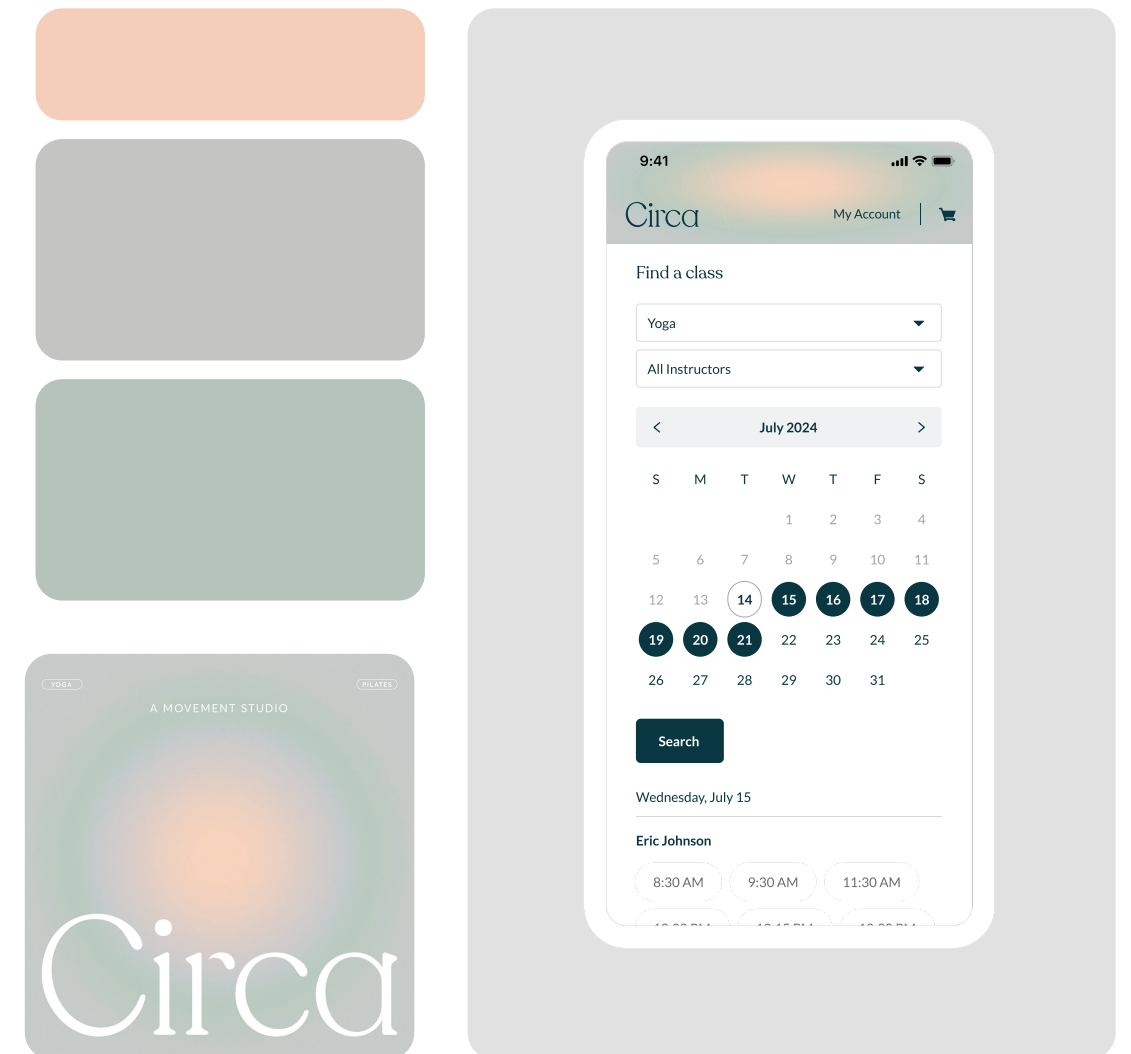 YOGA PILATES
A MOVEMENT STUDIO
Circa
9:41
Circa My Account
Find a class
Yoga
All Instructors
July 2024
S M T W T F S
1 2 3 4
5 6 7 8 9 10 11
12 13 14 15 16 17 18
19 20 21 22 23 24 25
26 27 28 29 30 31
Search
Wednesday, July 15
Eric Johnson
8:30 AM 9:30 AM 11:30 AM